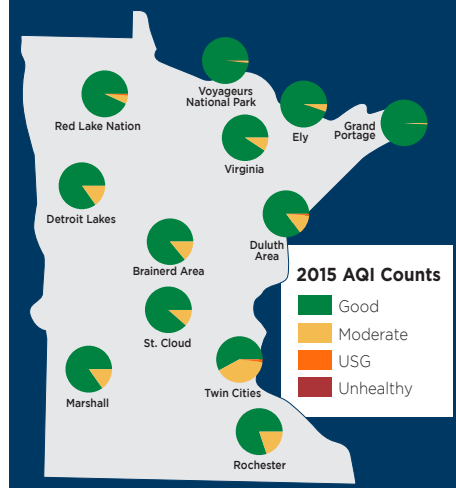 Voyageurs
National Park
Red Lake Nation
Ely
Grand
Portage
Virginia
Detroit Lakes
Duluth
Area
Brainerd Area
2015 AQI Counts
Good
Moderate
USG
Unhealthy
St. Cloud
Twin Cities
Marshall
Rochester